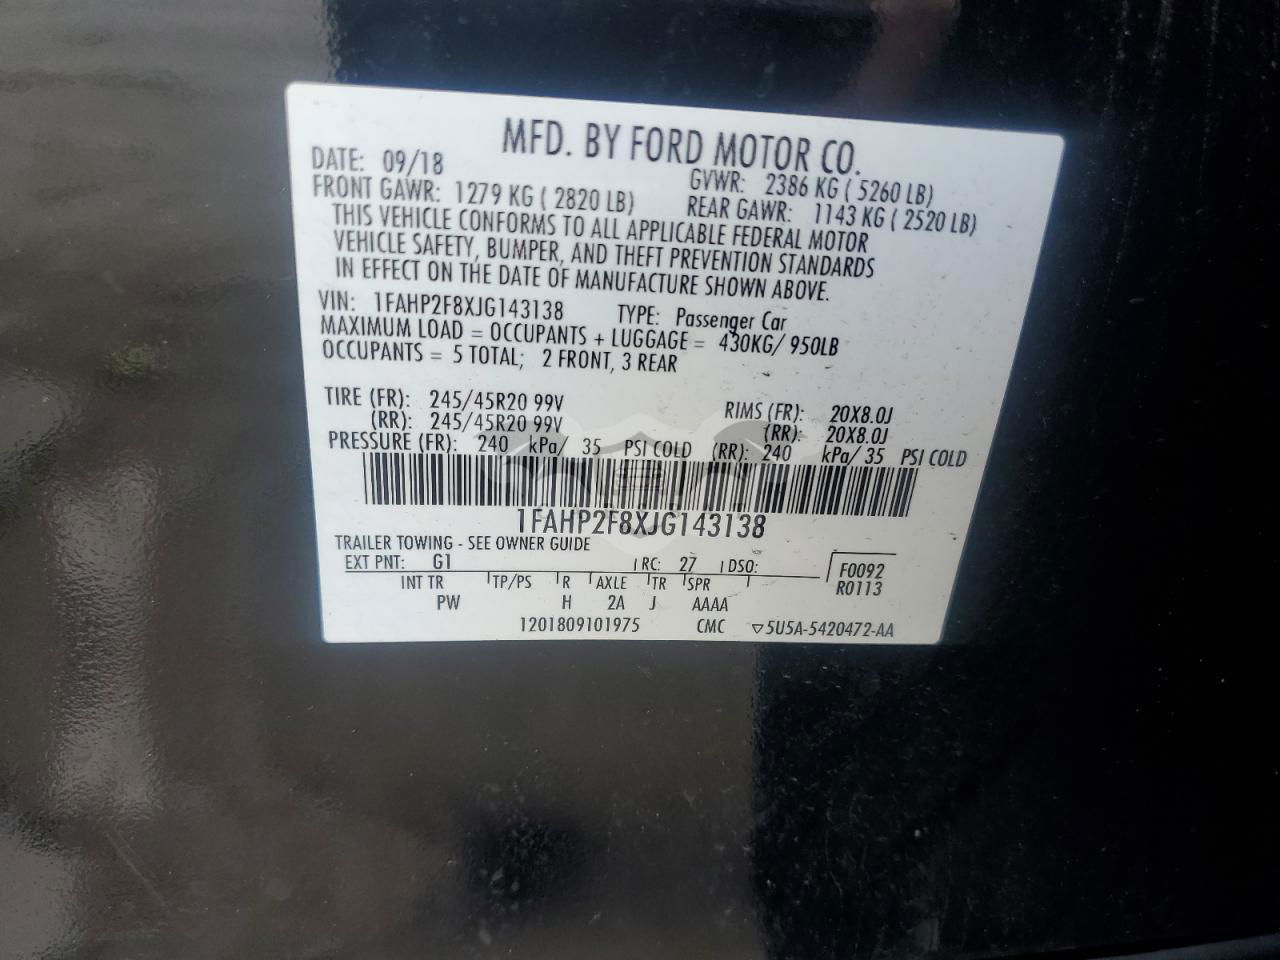 MFD. BY FORD MOTOR CO.
DATE: 09/18 GVWR: 2386 KG ( 5260 LB)
FRONT GAWR: 1279 KG ( 2820 LB) REAR GAWR: 1143 KG ( 2520 LB)
THIS VEHICLE CONFORMS TO ALL APPLICABLE FEDERAL MOTOR
VEHICLE SAFETY, BUMPER, AND THEFT PREVENTION STANDARDS
IN EFFECT ON THE DATE OF MANUFACTURE SHOWN ABOVE.
VIN: 1FAHP2F8XJG143138 TYPE: Passenger Car
MAXIMUM LOAD = OCCUPANTS + LUGGAGE = 430KG/ 950LB
OCCUPANTS = 5 TOTAL; 2 FRONT, 3 REAR
TIRE (FR): 245/45R20 99V RIMS (FR): 20X8.0J
(RR): 245/45R20 99V (RR): 20X8.0J
PRESSURE (FR): 240 kPa/ 35 PSI COLD (RR): 240 kPa/ 35 PSI COLD
1FAHP2F8XJG143138
TRAILER TOWING - SEE OWNER GUIDE
EXT PNT: G1 RC: 27 DSO: F0092
INT TR TP/PS R AXLE TR SPR R0113
PW H 2A J AAAA
1201809101975 CMC ▽5U5A-5420472-AA